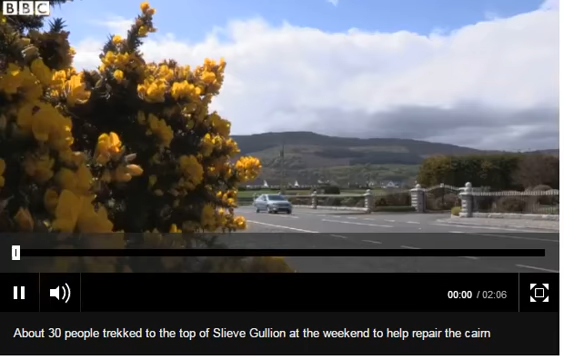 BBC
00:00 / 02:06
About 30 people trekked to the top of Slieve Gullion at the weekend to help repair the cairn